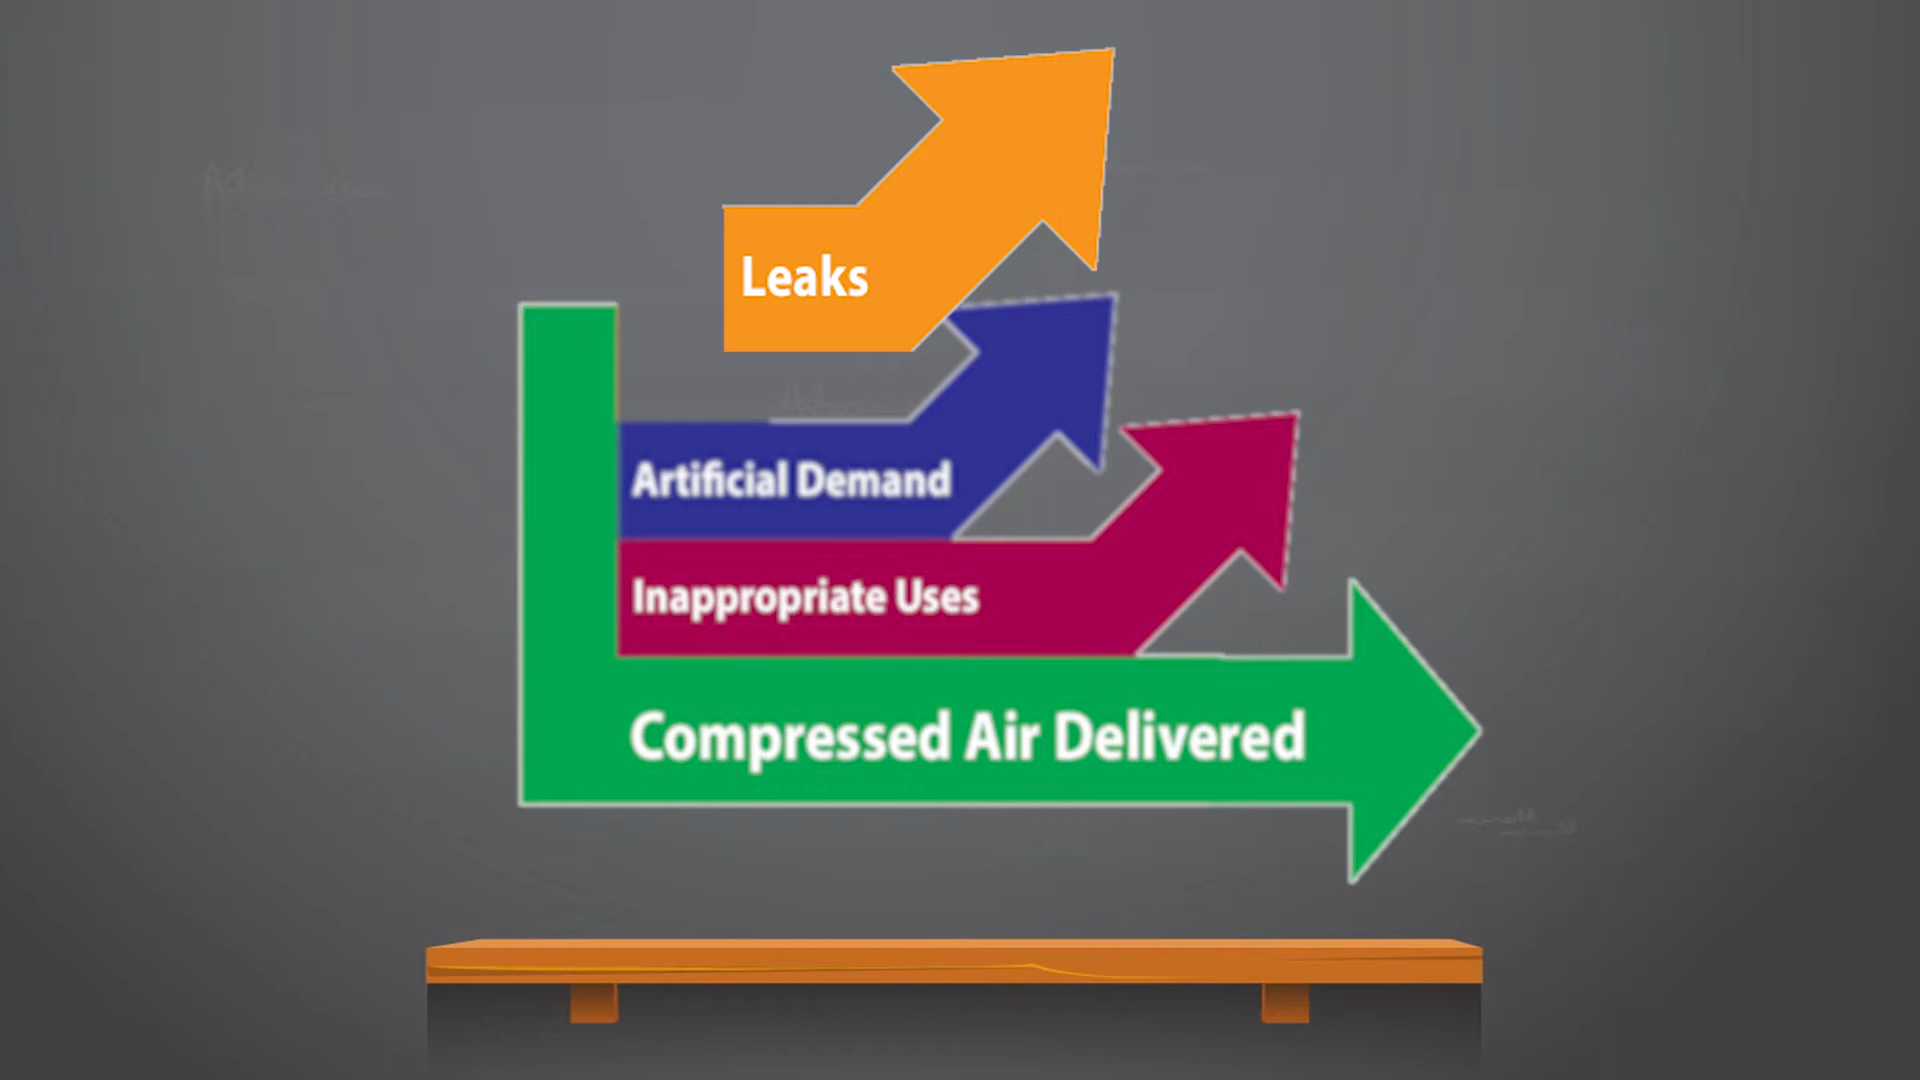 Leaks
Artificial Demand
Inappropriate Uses
Compressed Air Delivered